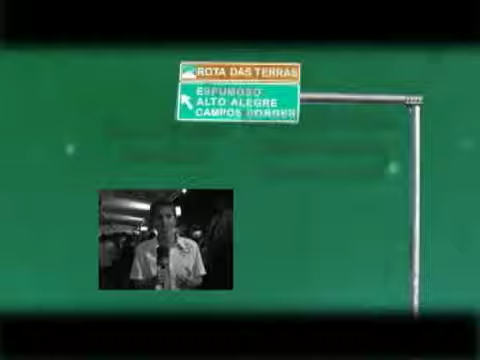 ROTA DAS TERRAS
ESPUMOSO
ALTO ALEGRE
CAMPOS BORGES